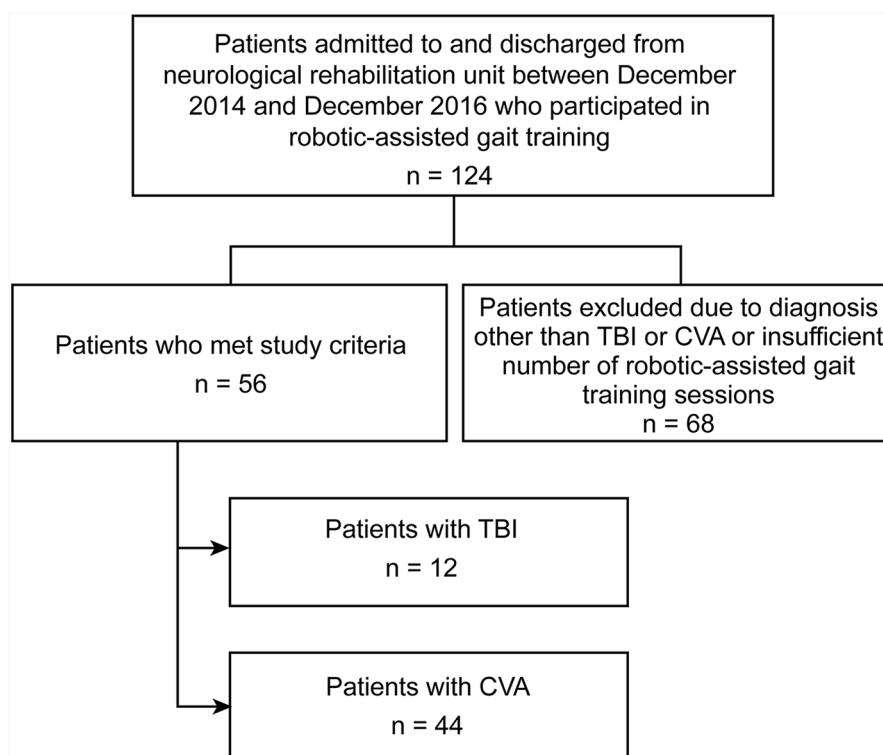 Patients admitted to and discharged from
neurological rehabilitation unit between December
2014 and December 2016 who participated in
robotic-assisted gait training
n = 124
Patients who met study criteria
n = 56
Patients excluded due to diagnosis
other than TBI or CVA or insufficient
number of robotic-assisted gait
training sessions
n = 68
Patients with TBI
n = 12
Patients with CVA
n = 44